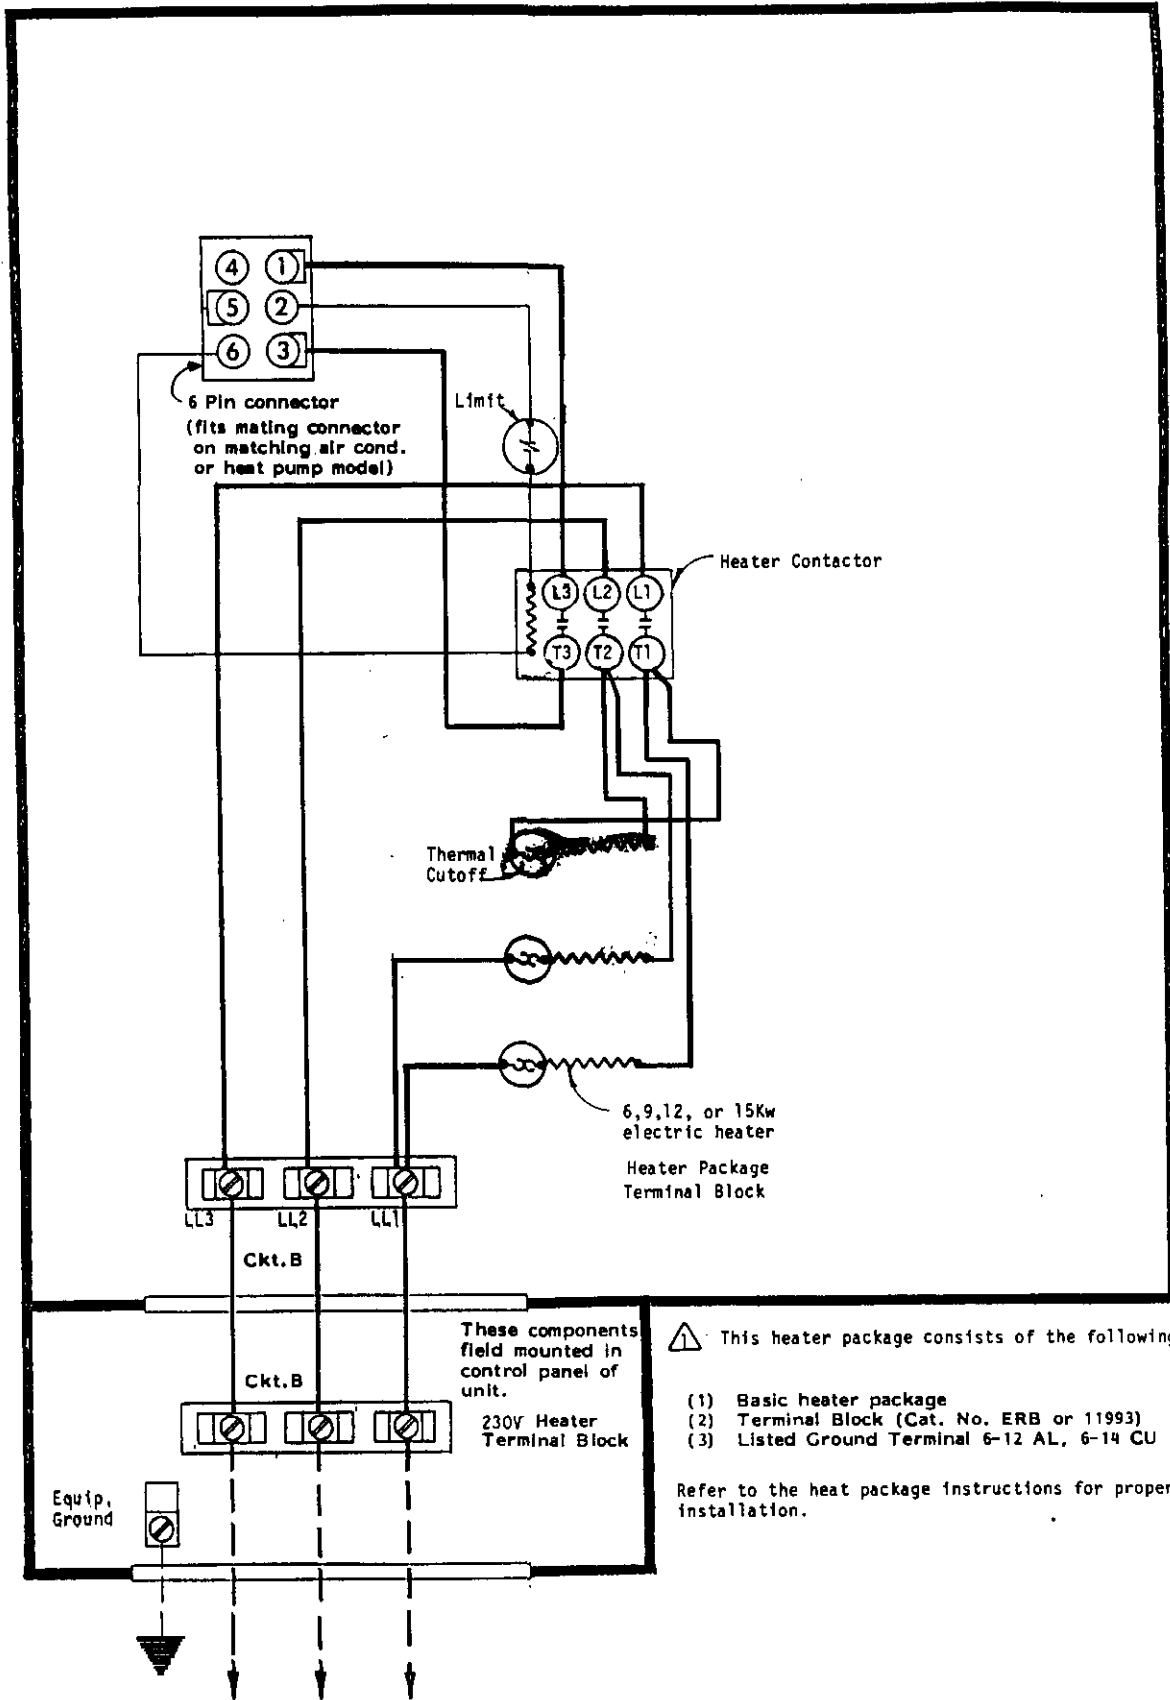 4 1
5 2
6 3
6 Pin connector
(fits mating connector
on matching air cond.
or heat pump model)
Limit
Heater Contactor
L3 L2 L1
T3 T2 T1
Thermal
Cutoff
6,9,12, or 15Kw
electric heater
Heater Package
Terminal Block
LL3 LL2 LL1
Ckt.B
These components
field mounted in
control panel of
unit.
Ckt.B
230V Heater
Terminal Block
Equip.
Ground
1 This heater package consists of the following
(1) Basic heater package
(2) Terminal Block (Cat. No. ERB or 11993)
(3) Listed Ground Terminal 6-12 AL, 6-14 CU
Refer to the heat package instructions for proper
installation.